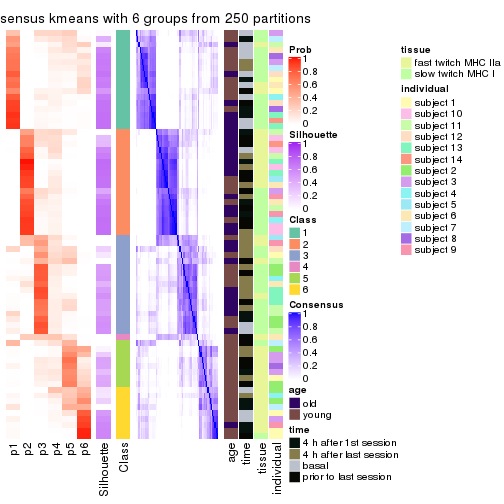 sensus kmeans with 6 groups from 250 partitions
p1
p2
p3
p4
p5
p6
Silhouette
Class
age
time
tissue
individual
Prob
1
0.8
0.6
0.4
0.2
0
Silhouette
1
0.8
0.6
0.4
0.2
0
Class
1
2
3
4
5
6
Consensus
1
0.8
0.6
0.4
0.2
0
age
old
young
time
4 h after 1st session
4 h after last session
basal
prior to last session
tissue
fast twitch MHC IIa
slow twitch MHC I
individual
subject 1
subject 10
subject 11
subject 12
subject 13
subject 14
subject 2
subject 3
subject 4
subject 5
subject 6
subject 7
subject 8
subject 9